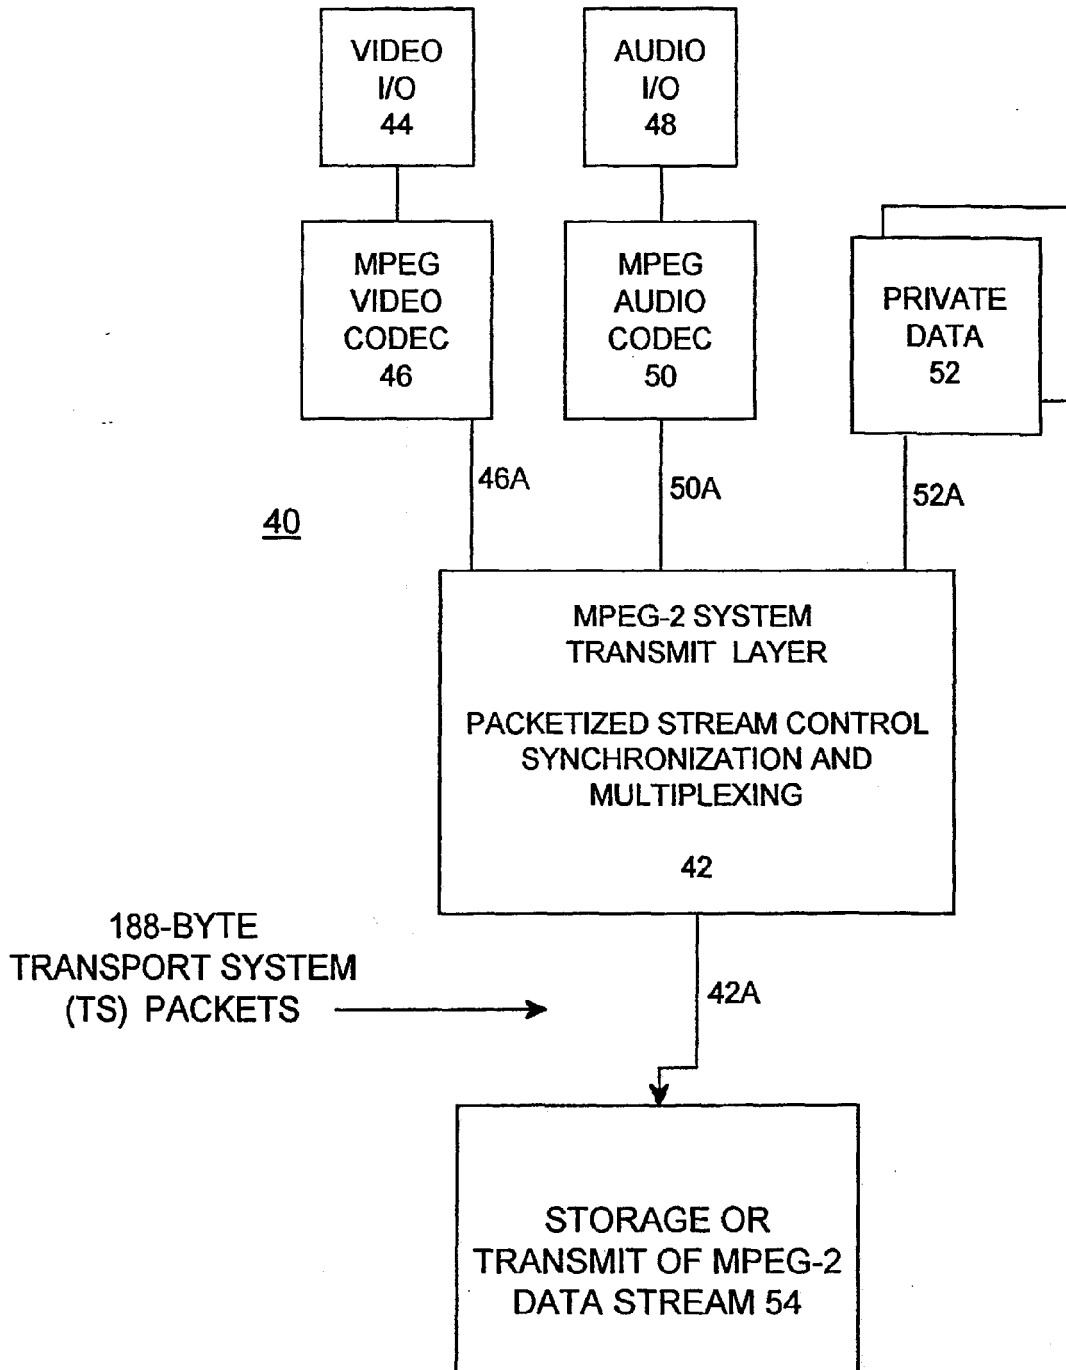 VIDEO
I/O
44
AUDIO
I/O
48
MPEG
VIDEO
CODEC
46
MPEG
AUDIO
CODEC
50
PRIVATE
DATA
52
46A
50A
52A
40
MPEG-2 SYSTEM
TRANSMIT LAYER
PACKETIZED STREAM CONTROL
SYNCHRONIZATION AND
MULTIPLEXING
42
188-BYTE
TRANSPORT SYSTEM
(TS) PACKETS
42A
STORAGE OR
TRANSMIT OF MPEG-2
DATA STREAM 54